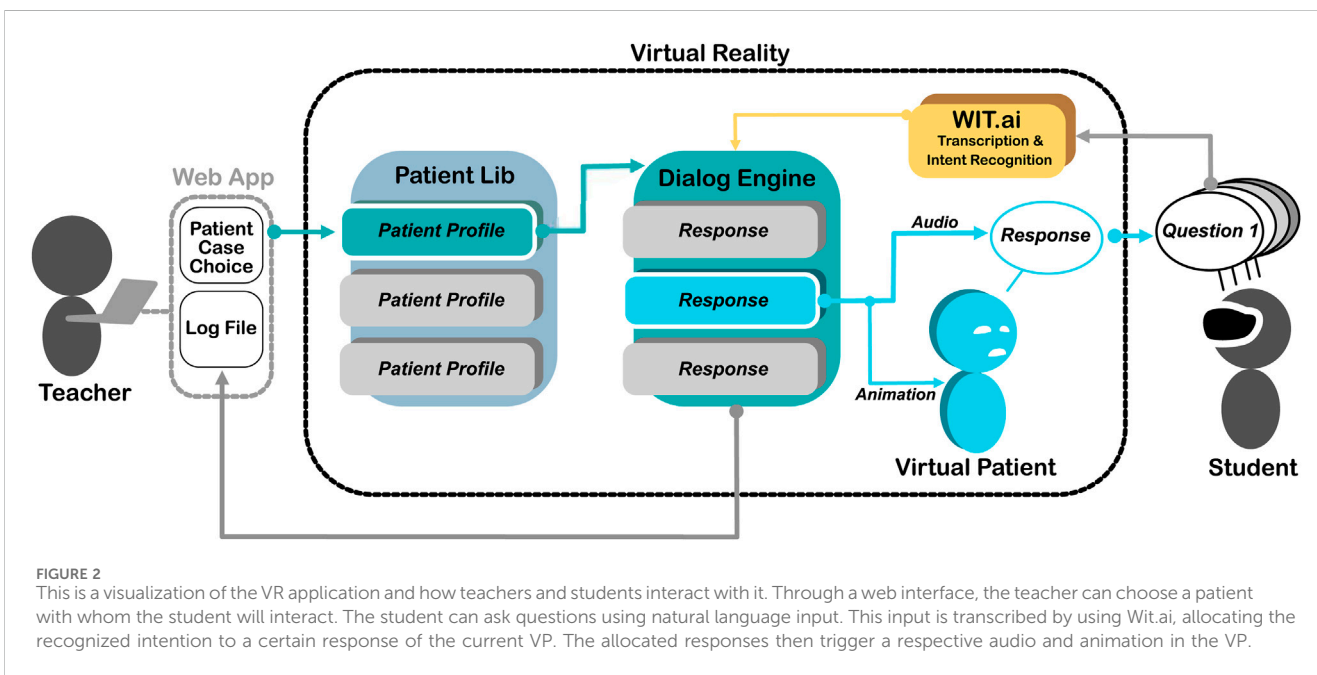 Virtual Reality
WIT.ai
Transcription &
Intent Recognition
Web App
Patient
Case
Choice
Log File
Teacher
Patient Lib
Patient Profile
Patient Profile
Patient Profile
Dialog Engine
Response
Response
Response
Audio
Animation
Response
Virtual Patient
Question 1
Student
FIGURE 2
This is a visualization of the VR application and how teachers and students interact with it. Through a web interface, the teacher can choose a patient
with whom the student will interact. The student can ask questions using natural language input. This input is transcribed by using Wit.ai, allocating the
recognized intention to a certain response of the current VP. The allocated responses then trigger a respective audio and animation in the VP.